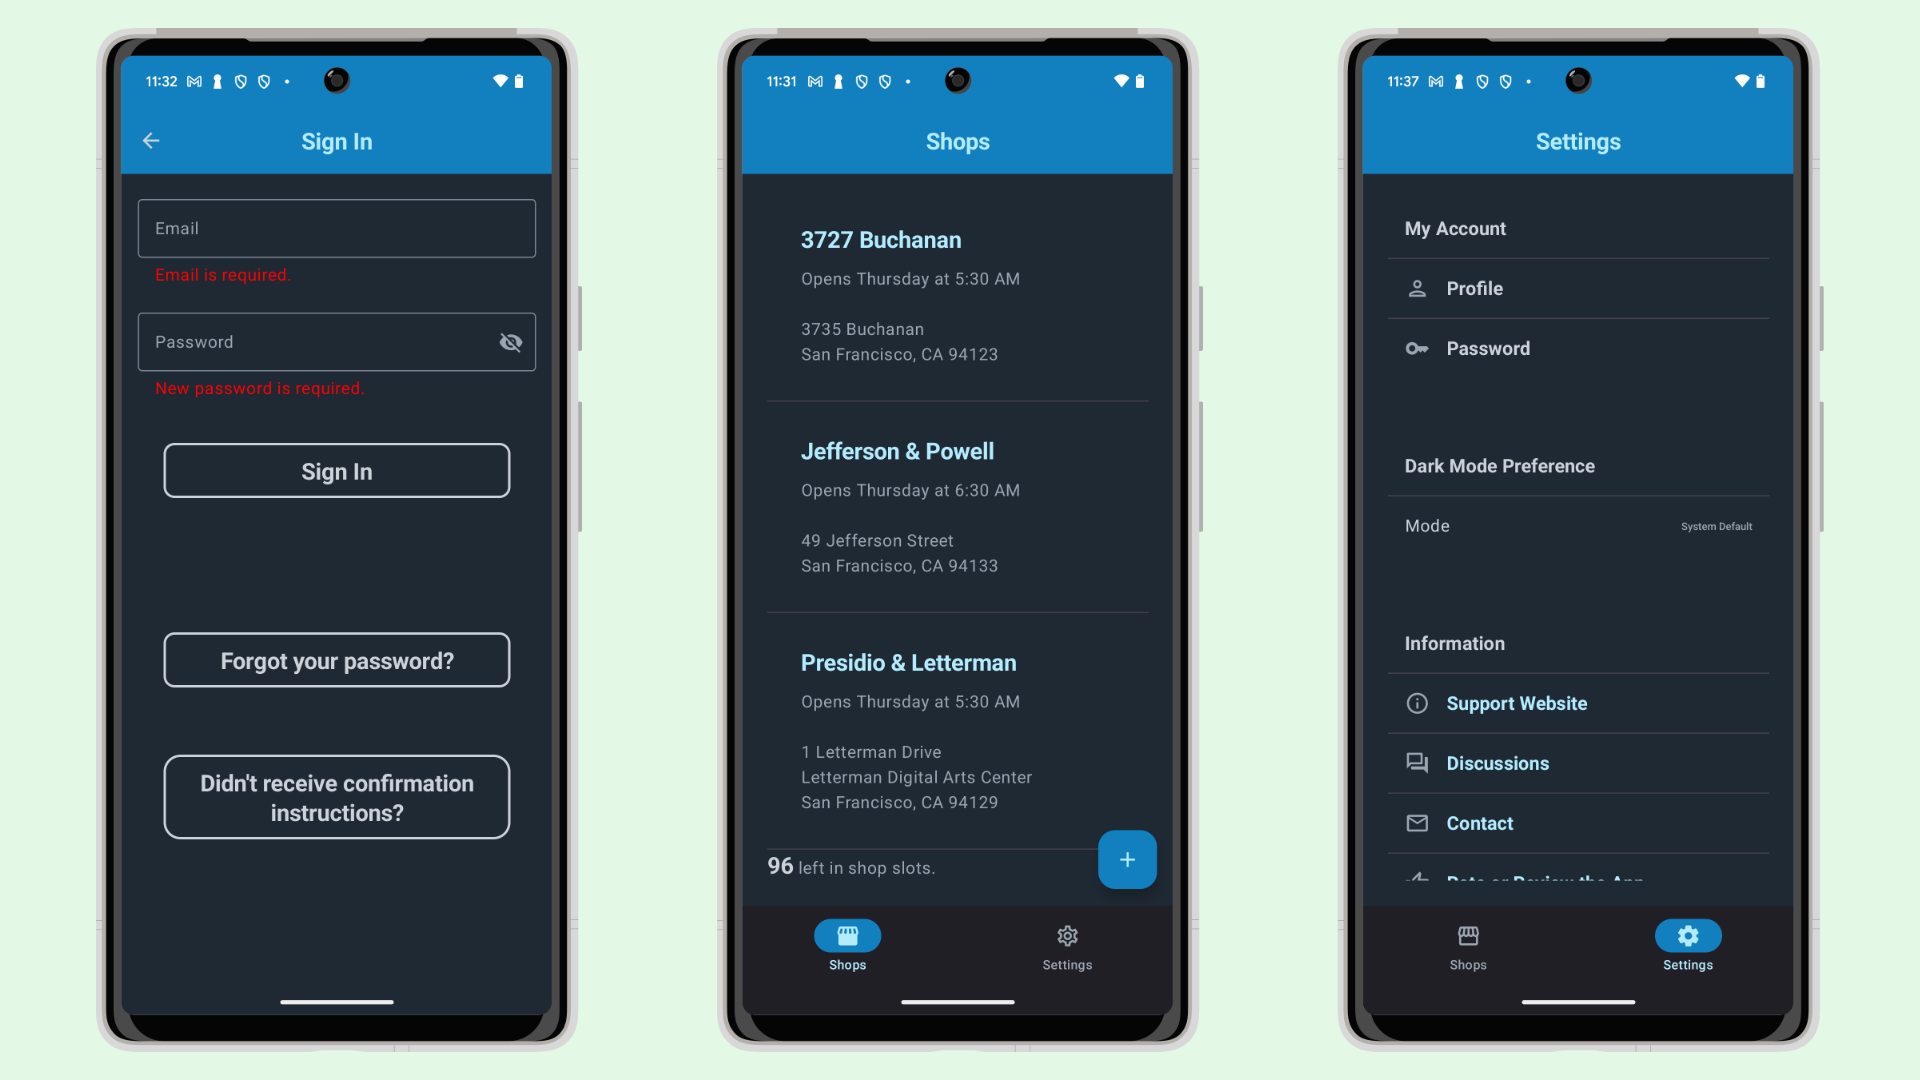 11:32
Sign In
Email
Email is required.
Password
New password is required.
Sign In
Forgot your password?
Didn't receive confirmation
instructions?
11:31
Shops
3727 Buchanan
Opens Thursday at 5:30 AM
3735 Buchanan
San Francisco, CA 94123
Jefferson & Powell
Opens Thursday at 6:30 AM
49 Jefferson Street
San Francisco, CA 94133
Presidio & Letterman
Opens Thursday at 5:30 AM
1 Letterman Drive
Letterman Digital Arts Center
San Francisco, CA 94129
96 left in shop slots.
Shops
Settings
11:37
Settings
My Account
Profile
Password
Dark Mode Preference
Mode
System Default
Information
Support Website
Discussions
Contact
Rate or Review the App
Shops
Settings